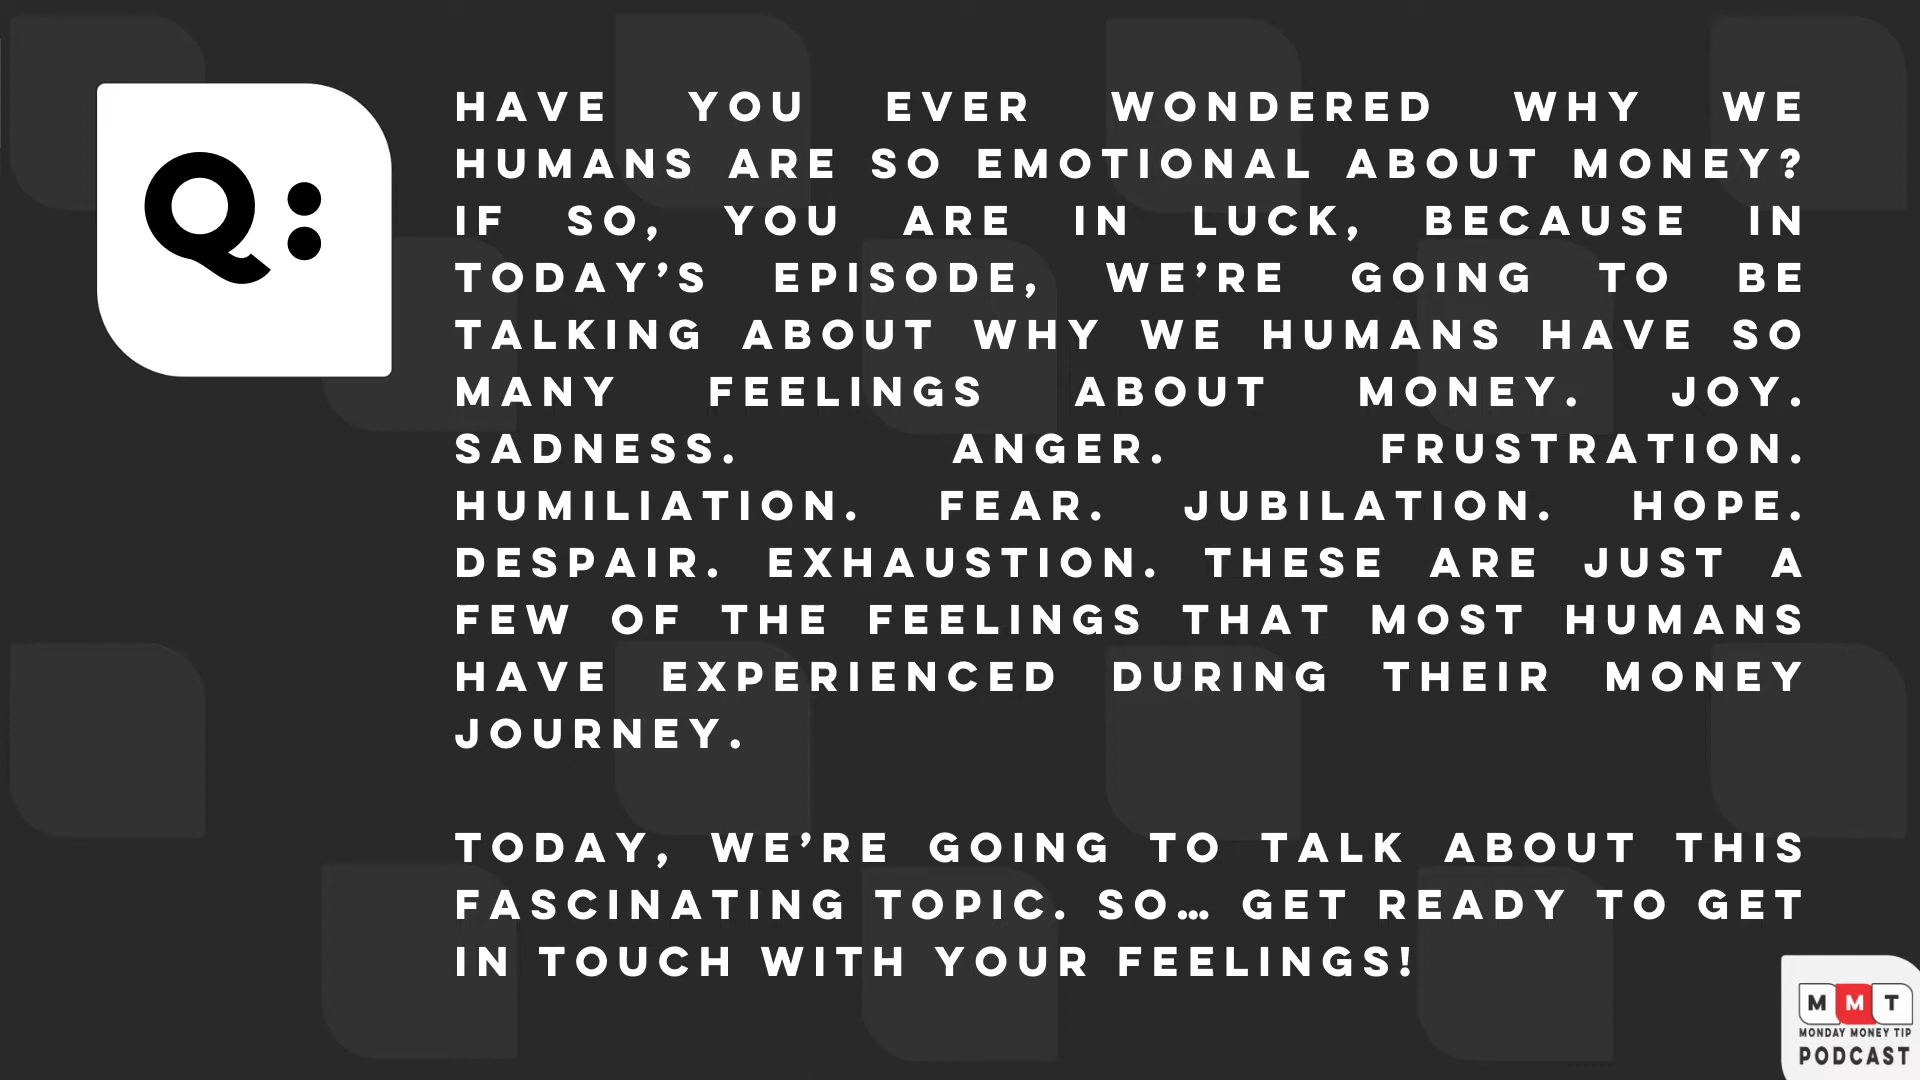 Q:
HAVE YOU EVER WONDERED WHY WE
HUMANS ARE SO EMOTIONAL ABOUT MONEY?
IF SO, YOU ARE IN LUCK, BECAUSE IN
TODAY’S EPISODE, WE’RE GOING TO BE
TALKING ABOUT WHY WE HUMANS HAVE SO
MANY FEELINGS ABOUT MONEY. JOY.
SADNESS. ANGER. FRUSTRATION.
HUMILIATION. FEAR. JUBILATION. HOPE.
DESPAIR. EXHAUSTION. THESE ARE JUST A
FEW OF THE FEELINGS THAT MOST HUMANS
HAVE EXPERIENCED DURING THEIR MONEY
JOURNEY.
TODAY, WE’RE GOING TO TALK ABOUT THIS
FASCINATING TOPIC. SO… GET READY TO GET
IN TOUCH WITH YOUR FEELINGS!
M M T
MONDAY MONEY TIP
PODCAST